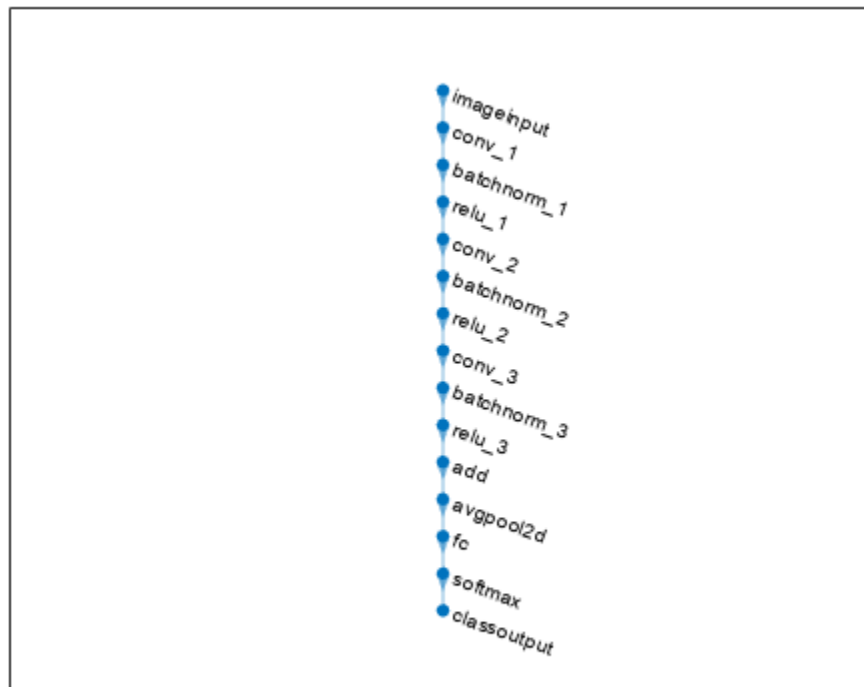 imageinput
conv_1
batchnorm_1
relu_1
conv_2
batchnorm_2
relu_2
conv_3
batchnorm_3
relu_3
add
avgpool2d
fc
softmax
classoutput